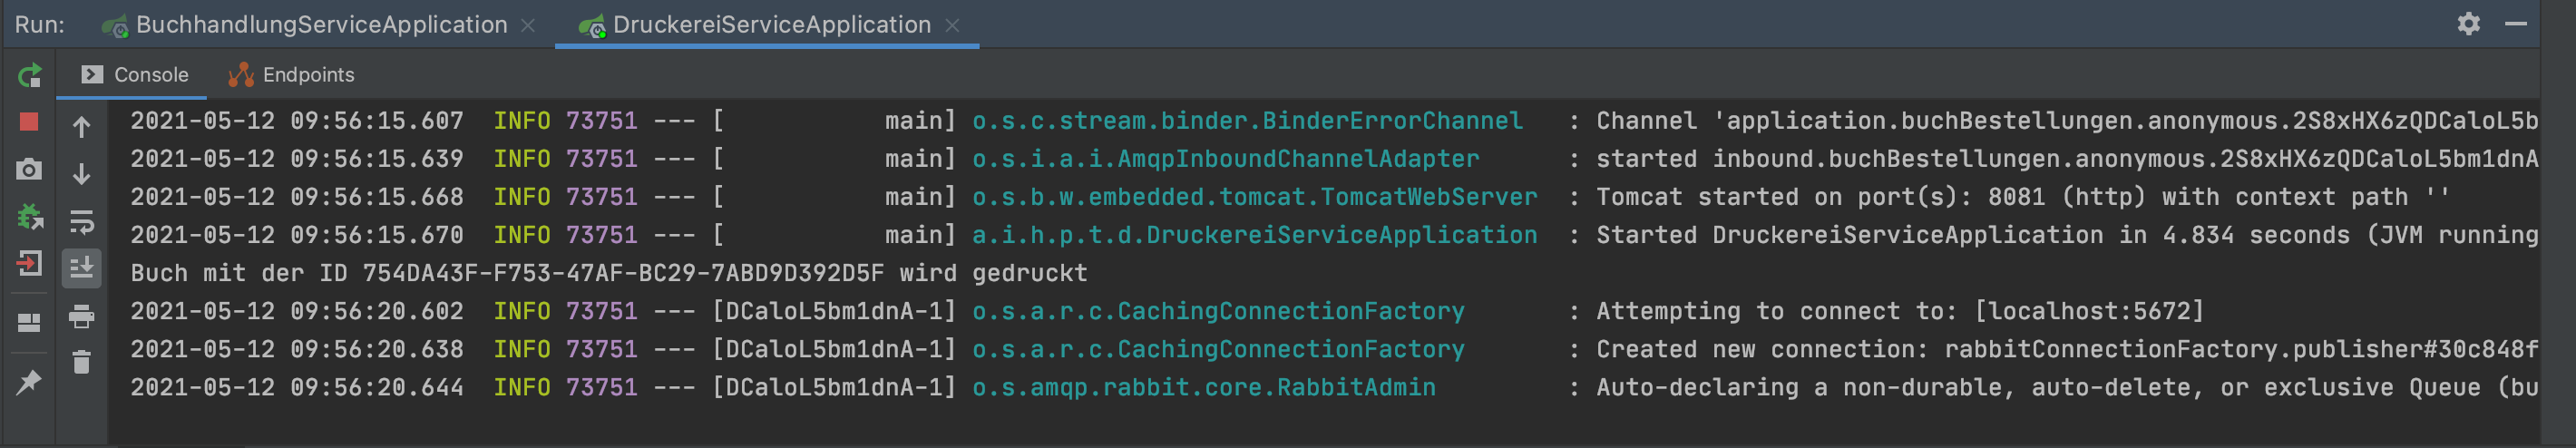 Run: BuchhandlungServiceApplication DruckereiServiceApplication
Console Endpoints
2021-05-12 09:56:15.607  INFO 73751 --- [           main] o.s.c.stream.binder.BinderErrorChannel   : Channel 'application.buchBestellungen.anonymous.2S8xHX6zQDCaloL5b
2021-05-12 09:56:15.639  INFO 73751 --- [           main] o.s.i.a.i.AmqpInboundChannelAdapter      : started inbound.buchBestellungen.anonymous.2S8xHX6zQDCaloL5bm1dnA
2021-05-12 09:56:15.668  INFO 73751 --- [           main] o.s.b.w.embedded.tomcat.TomcatWebServer  : Tomcat started on port(s): 8081 (http) with context path ''
2021-05-12 09:56:15.670  INFO 73751 --- [           main] a.i.h.p.t.d.DruckereiServiceApplication  : Started DruckereiServiceApplication in 4.834 seconds (JVM running
Buch mit der ID 754DA43F-F753-47AF-BC29-7ABD9D392D5F wird gedruckt
2021-05-12 09:56:20.602  INFO 73751 --- [DCaloL5bm1dnA-1] o.s.a.r.c.CachingConnectionFactory       : Attempting to connect to: [localhost:5672]
2021-05-12 09:56:20.638  INFO 73751 --- [DCaloL5bm1dnA-1] o.s.a.r.c.CachingConnectionFactory       : Created new connection: rabbitConnectionFactory.publisher#30c848f
2021-05-12 09:56:20.644  INFO 73751 --- [DCaloL5bm1dnA-1] o.s.amqp.rabbit.core.RabbitAdmin         : Auto-declaring a non-durable, auto-delete, or exclusive Queue (bu